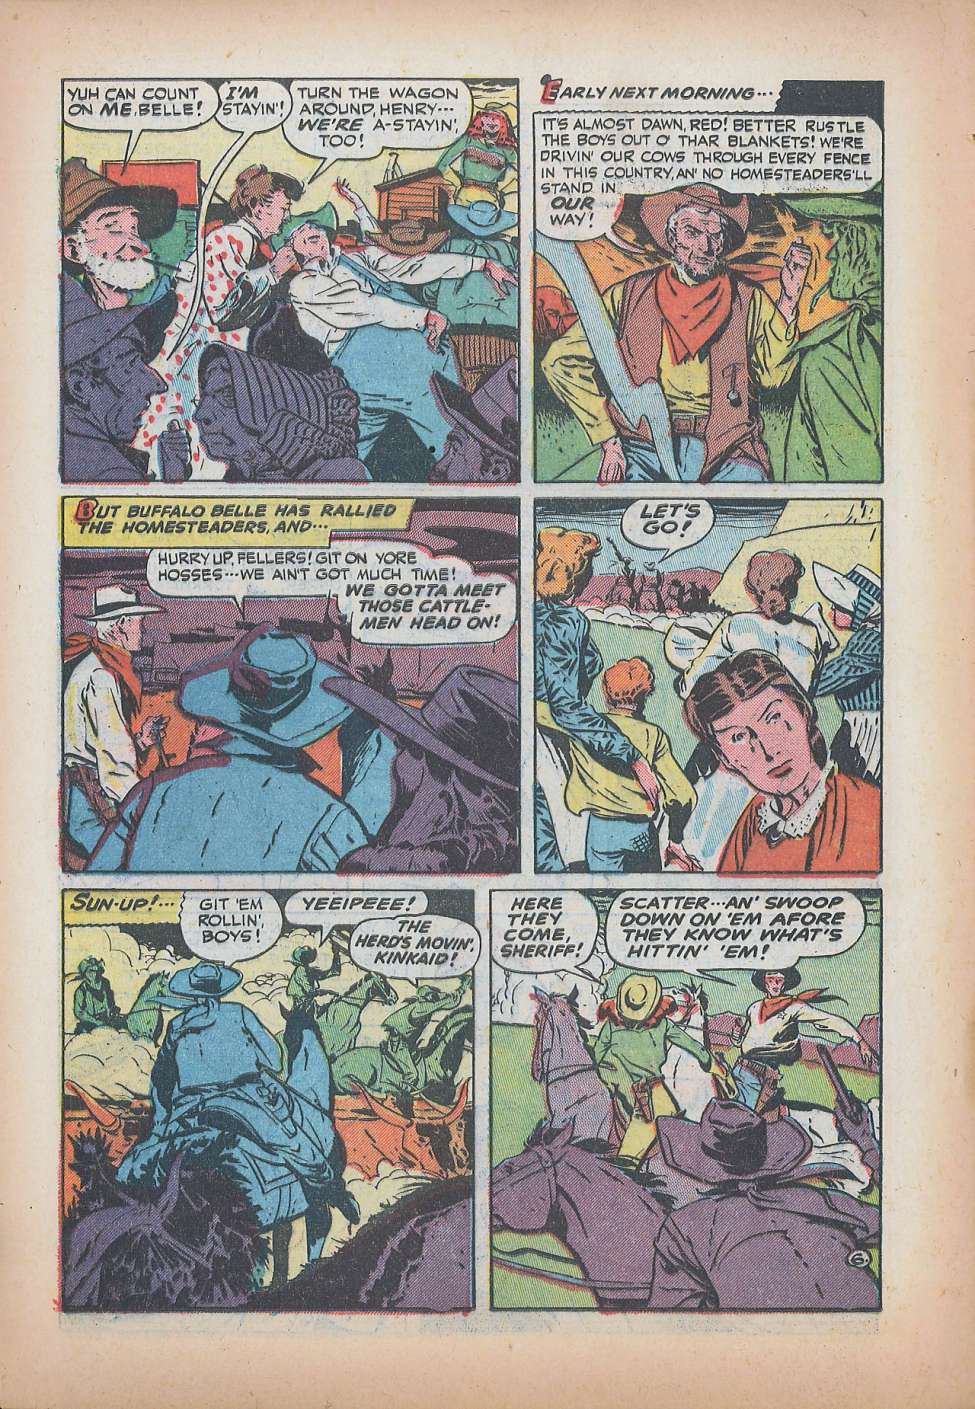 YUH CAN COUNT
ON ME, BELLE!
I'M
STAYIN'!
TURN THE WAGON
AROUND, HENRY---
WE'RE A-STAYIN',
TOO!
EARLY NEXT MORNING...
IT'S ALMOST DAWN, RED! BETTER RUSTLE
THE BOYS OUT O' THAR BLANKETS! WE'RE
DRIVIN' OUR COWS THROUGH EVERY FENCE
IN THIS COUNTRY, AN' NO HOMESTEADERS'LL
STAND IN
OUR
WAY!
BUT BUFFALO BELLE HAS RALLIED
THE HOMESTEADERS, AND---
HURRY UP, FELLERS! GIT ON YORE
HOSSES---WE AIN'T GOT MUCH TIME!
WE GOTTA MEET
THOSE CATTLE-
MEN HEAD ON!
LET'S
GO!
SUN-UP!...
GIT 'EM
ROLLIN',
BOYS!
YEEIPEEE!
THE
HERD'S MOVIN',
KINKAID!
HERE
THEY
COME,
SHERIFF!
SCATTER---AN' SWOOP
DOWN ON 'EM AFORE
THEY KNOW WHAT'S
HITTIN' 'EM!
6